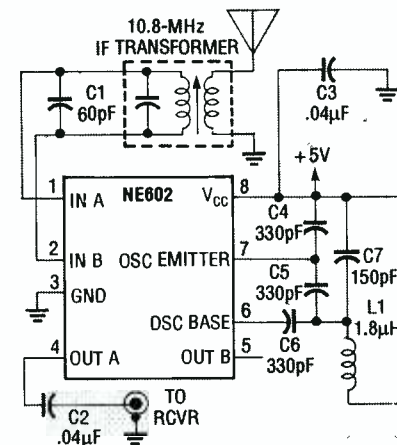 10.8-MHz
IF TRANSFORMER
C1
60pF
C3
.04µF
+5V
1
IN A
NE602
VCC
8
C4
330pF
2
IN B
OSC EMITTER
7
C5
330pF
C7
150pF
3
GND
L1
1.8µH
OSC BASE
6
C6
330pF
4
OUT A
OUT B
5
TO
RCVR
C2
.04µF